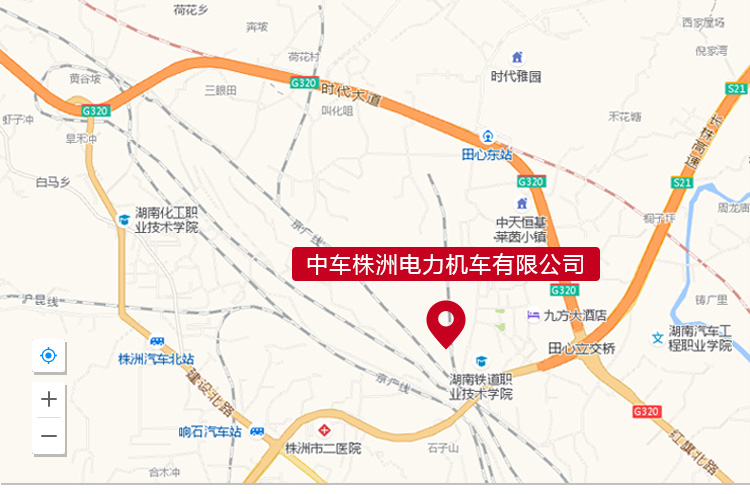 荷花乡
奔坡
西家屋场
倪家湾
荷花村
时代雅园
黄谷坡
G320
三眼田
时代大道
S21
G320
叫化咀
禾花塘
虾子冲
旱禾冲
田心东站
长株高速
白马乡
G320
S21
湖南化工职
业技术学院
中天恒基
莱茵小镇
桐子坪
周龙庙
京广线
中车株洲电力机车有限公司
沪昆线
G320
铸广里
九方大酒店
湖南汽车工
程职业学院
田心立交桥
株洲汽车北站
建设北路
京广线
湖南铁道职
业技术学院
G320
响石汽车站
株洲市二医院
石子山
红旗北路
合木冲